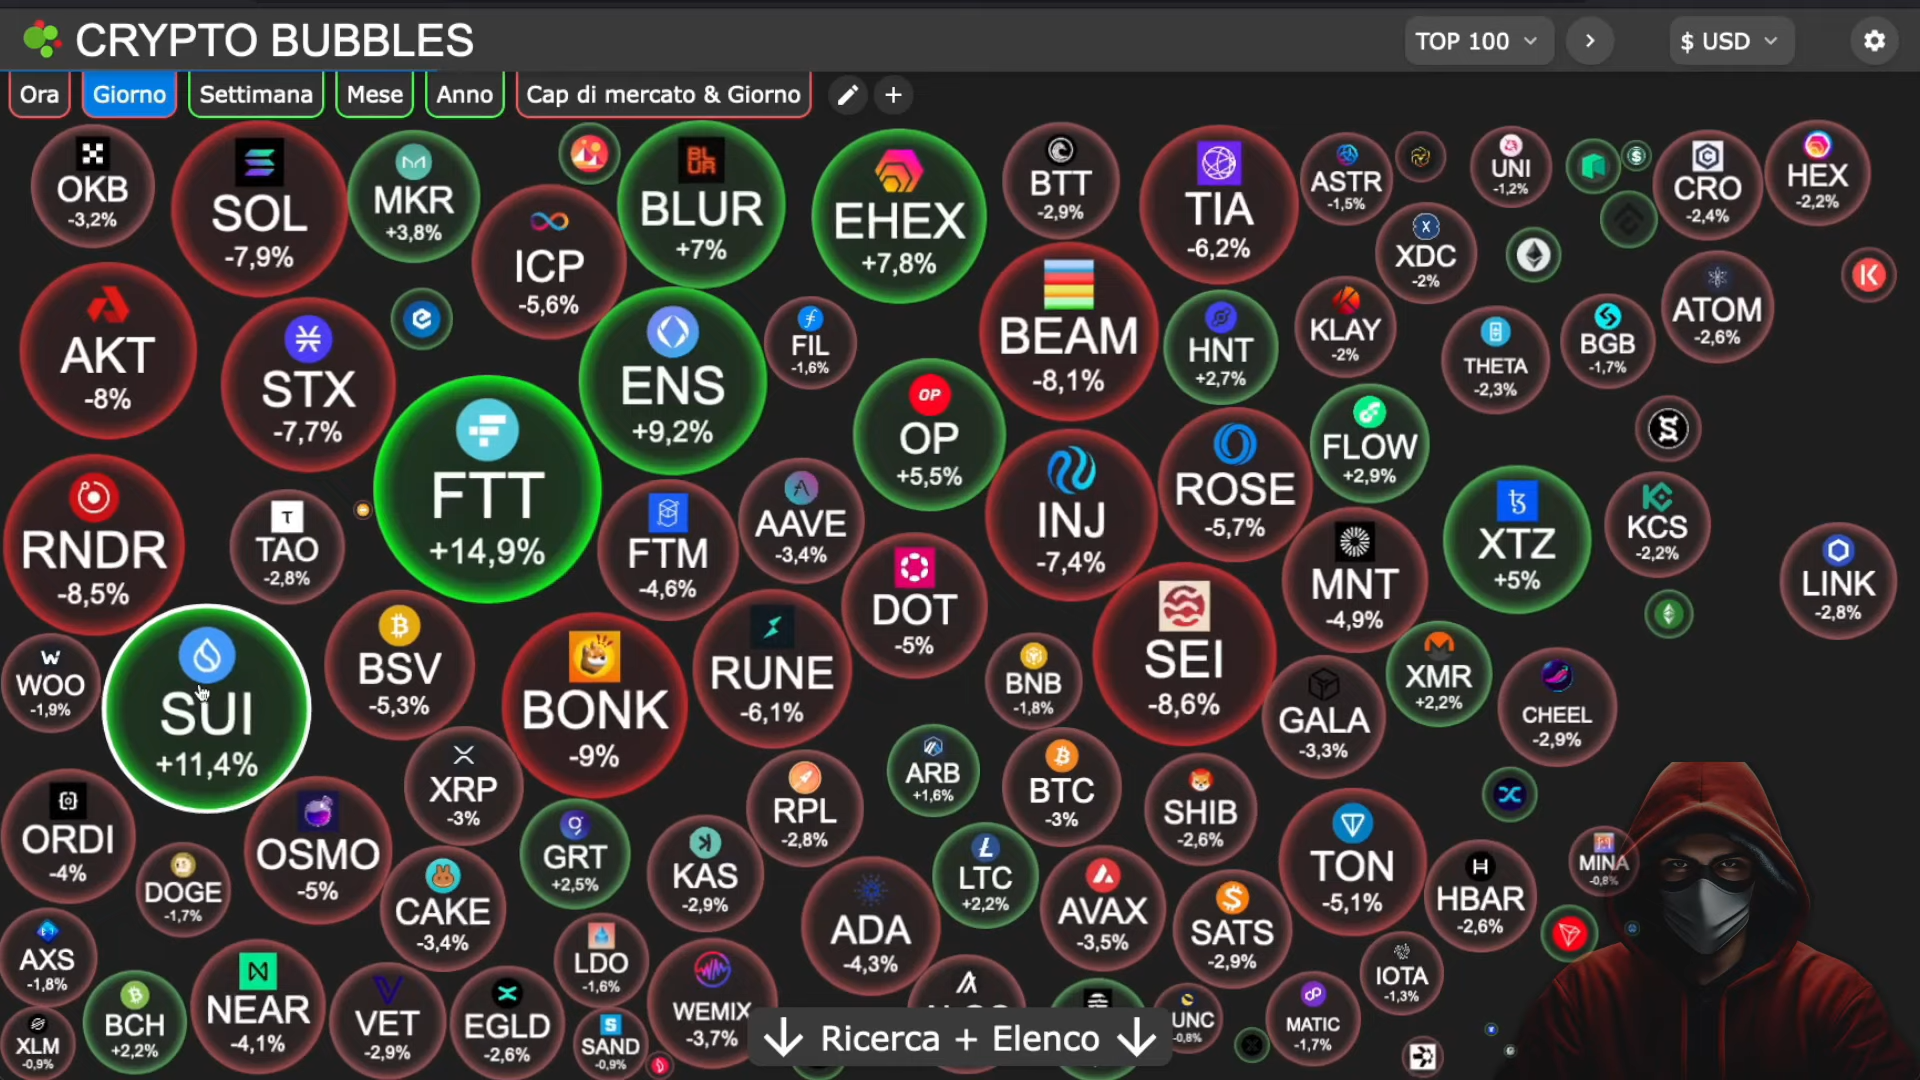 CRYPTO BUBBLES
TOP 100
$ USD
Ora
Giorno
Settimana
Mese
Anno
Cap di mercato & Giorno
OKB
-3,2%
SOL
-7,9%
MKR
+3,8%
ICP
-5,6%
BLUR
+7%
EHEX
+7,8%
BTT
-2,9%
TIA
-6,2%
ASTR
-1,5%
UNI
-1,2%
CRO
-2,4%
HEX
-2,2%
XDC
-2%
AKT
-8%
STX
-7,7%
ENS
+9,2%
FIL
-1,6%
BEAM
-8,1%
HNT
+2,7%
KLAY
-2%
THETA
-2,3%
BGB
-1,7%
ATOM
-2,6%
FTT
+14,9%
OP
OP
+5,5%
ROSE
-5,7%
FLOW
+2,9%
RNDR
-8,5%
T
TAO
-2,8%
FTM
-4,6%
AAVE
-3,4%
INJ
-7,4%
MNT
-4,9%
XTZ
+5%
KCS
-2,2%
LINK
-2,8%
WOO
-1,9%
SUI
+11,4%
BSV
-5,3%
BONK
-9%
RUNE
-6,1%
DOT
-5%
BNB
-1,8%
SEI
-8,6%
GALA
-3,3%
XMR
+2,2%
CHEEL
-2,9%
ORDI
-4%
DOGE
-1,7%
OSMO
-5%
XRP
-3%
GRT
+2,5%
RPL
-2,8%
ARB
+1,6%
BTC
-3%
SHIB
-2,6%
TON
-5,1%
MINA
-0,8%
CAKE
-3,4%
KAS
-2,9%
LTC
+2,2%
ADA
-4,3%
AVAX
-3,5%
SATS
-2,9%
HBAR
-2,6%
AXS
-1,8%
BCH
+2,2%
NEAR
-4,1%
VET
-2,9%
EGLD
-2,6%
LDO
-1,6%
WEMIX
-3,7%
IOTA
-1,3%
XLM
-0,9%
SAND
-0,9%
UNC
-0,8%
MATIC
-1,7%
Ricerca + Elenco